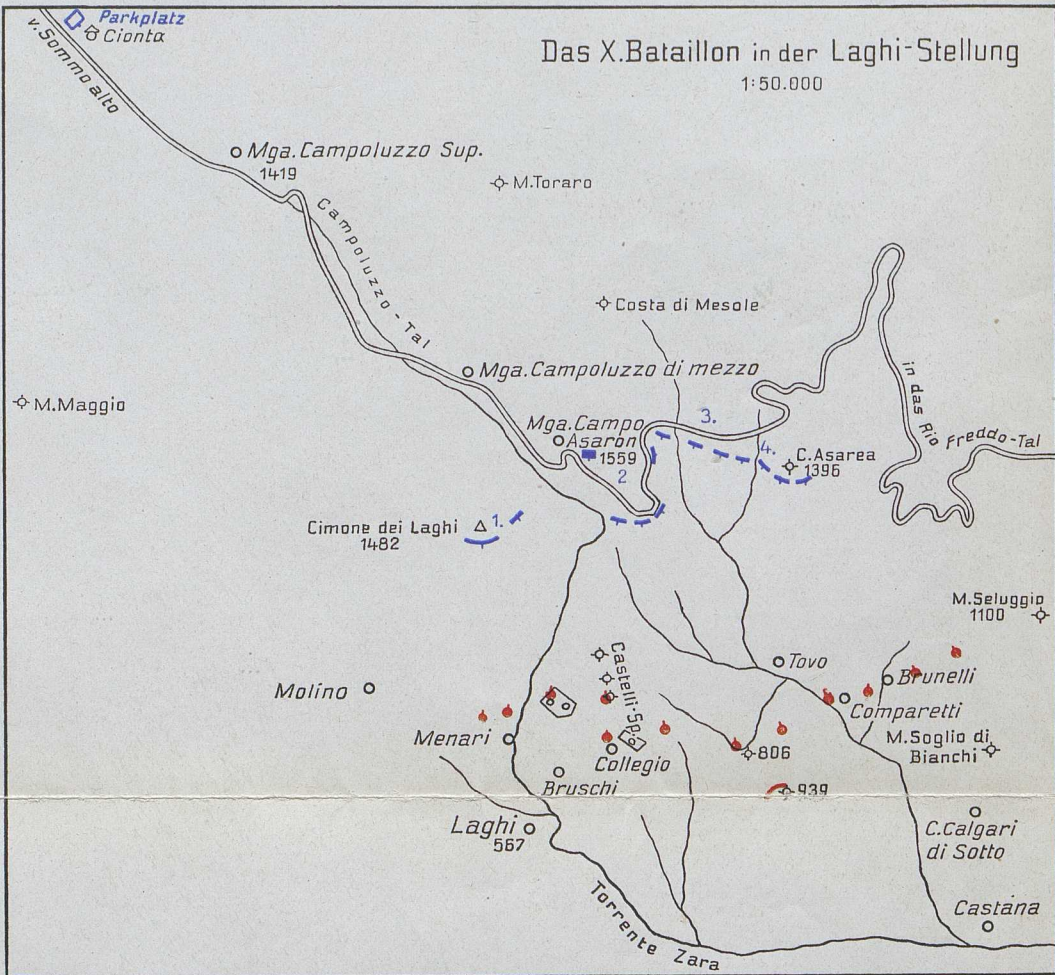 Das X.Bataillon in der Laghi-Stellung
1:50.000
Parkplatz
Cionta
v. Sommo alto
Mga. Campoluzzo Sup.
1419
M.Toraro
Campoluzzo - Tal
Costa di Mesole
Mga. Campoluzzo di mezzo
M.Maggio
in das Rio
Freddo-Tal
Mga. Campo
Asarón
1559
2
3.
4.
C.Asarea
1396
Cimone dei Laghi
1482
1.
M.Seluggio
1100
Castelli-Sp.
Tovo
Brunelli
Molino
Comparetti
Menari
M.Soglio di
Bianchi
806
Collegio
Bruschi
939
Laghi
567
C.Calgari
di Sotto
Castana
Torrente Zara